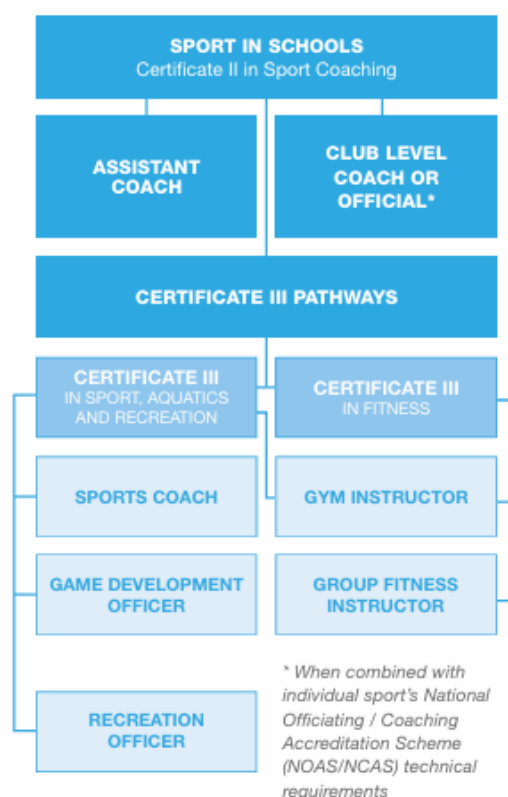 SPORT IN SCHOOLS
Certificate II in Sport Coaching
ASSISTANT
COACH
CLUB LEVEL
COACH OR
OFFICIAL*
CERTIFICATE III PATHWAYS
CERTIFICATE III
IN SPORT, AQUATICS
AND RECREATION
CERTIFICATE III
IN FITNESS
SPORTS COACH
GYM INSTRUCTOR
GAME DEVELOPMENT
OFFICER
GROUP FITNESS
INSTRUCTOR
RECREATION
OFFICER
* When combined with
individual sport's National
Officiating / Coaching
Accreditation Scheme
(NOAS/NCAS) technical
requirements